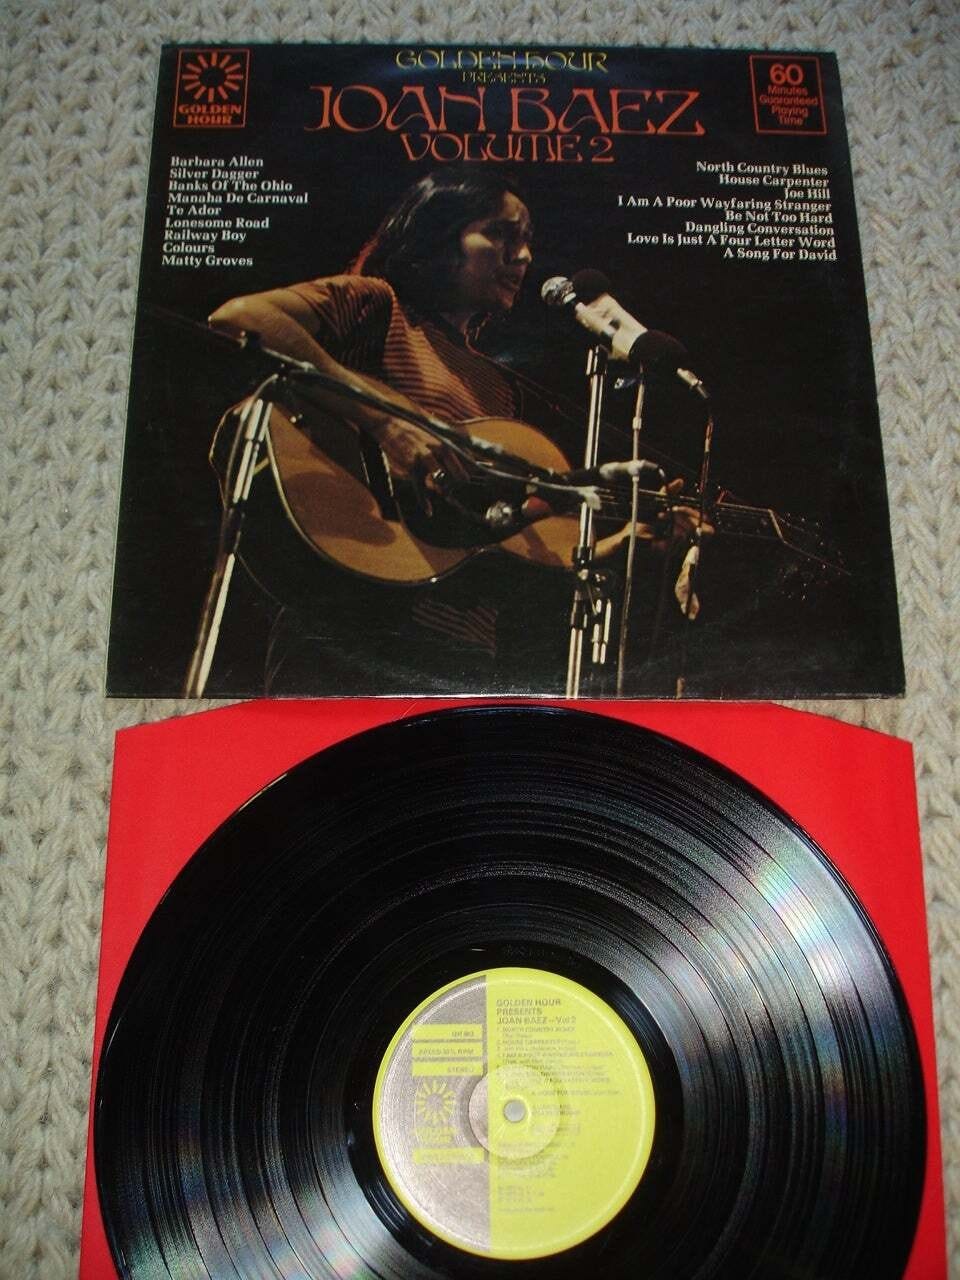 GOLDEN HOUR
PRESENTS
JOAN BAEZ
VOLUME 2
GOLDEN
HOUR
60
Minutes
Guaranteed
Playing
Time
Barbara Allen
Silver Dagger
Banks Of The Ohio
Manaha De Carnaval
Te Ador
Lonesome Road
Railway Boy
Colours
Matty Groves
North Country Blues
House Carpenter
Joe Hill
I Am A Poor Wayfaring Stranger
Be Not Too Hard
Dangling Conversation
Love Is Just A Four Letter Word
A Song For David
GOLDEN HOUR
PRESENTS
JOAN BAEZ—Vol 2
STEREO
GOLDEN
HOUR